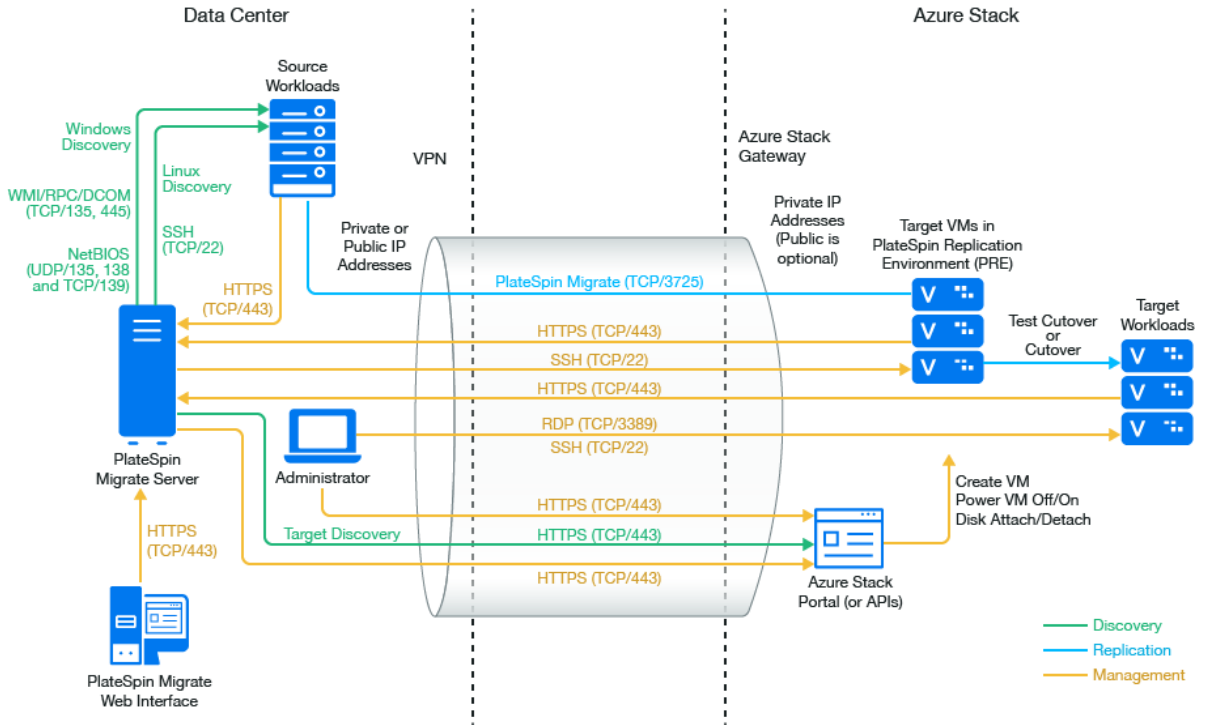 Data Center
Azure Stack
Source
Workloads
Windows
Discovery
Linux
Discovery
WMI/RPC/DCOM
(TCP/135, 445)
SSH
(TCP/22)
NetBIOS
(UDP/135, 138
and TCP/139)
HTTPS
(TCP/443)
VPN
Azure Stack
Gateway
Private or
Public IP
Addresses
Private IP
Addresses
(Public is
optional)
Target VMs in
PlateSpin Replication
Environment (PRE)
PlateSpin Migrate (TCP/3725)
V
HTTPS (TCP/443)
V
SSH (TCP/22)
V
Test Cutover
or
Cutover
Target
Workloads
V
HTTPS (TCP/443)
V
RDP (TCP/3389)
SSH (TCP/22)
V
PlateSpin
Migrate Server
Administrator
HTTPS (TCP/443)
Create VM
Power VM Off/On
Disk Attach/Detach
HTTPS
(TCP/443)
Target Discovery
HTTPS (TCP/443)
HTTPS (TCP/443)
Azure Stack
Portal (or APIs)
PlateSpin Migrate
Web Interface
Discovery
Replication
Management